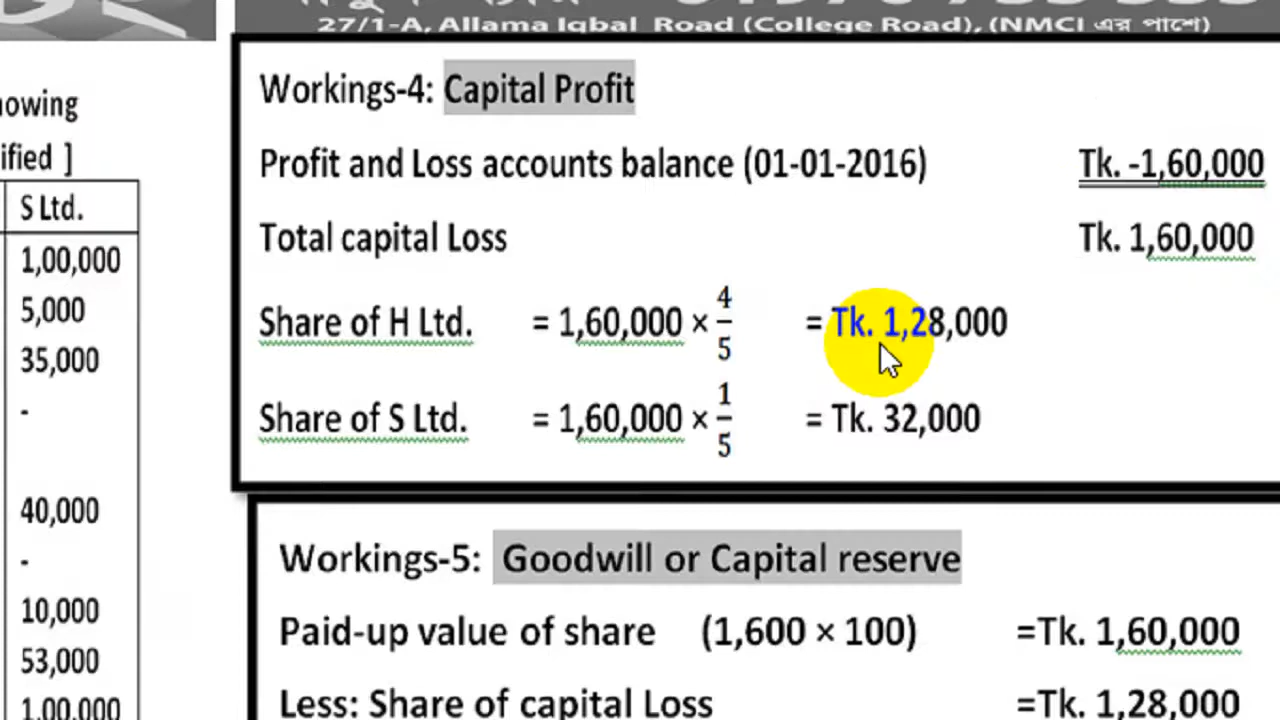 27/1-A, Allama Iqbal Road (College Road), (NMCI এর পাশে)
Workings-4: Capital Profit
Profit and Loss accounts balance (01-01-2016) Tk. -1,60,000
Total capital Loss Tk. 1,60,000
Share of H Ltd. = 1,60,000 × 4/5 = Tk. 1,28,000
Share of S Ltd. = 1,60,000 × 1/5 = Tk. 32,000
Workings-5: Goodwill or Capital reserve
Paid-up value of share (1,600 × 100) =Tk. 1,60,000
Less: Share of capital Loss =Tk. 1,28,000
S Ltd.
1,00,000
5,000
35,000
-
40,000
-
10,000
53,000
1,00,000